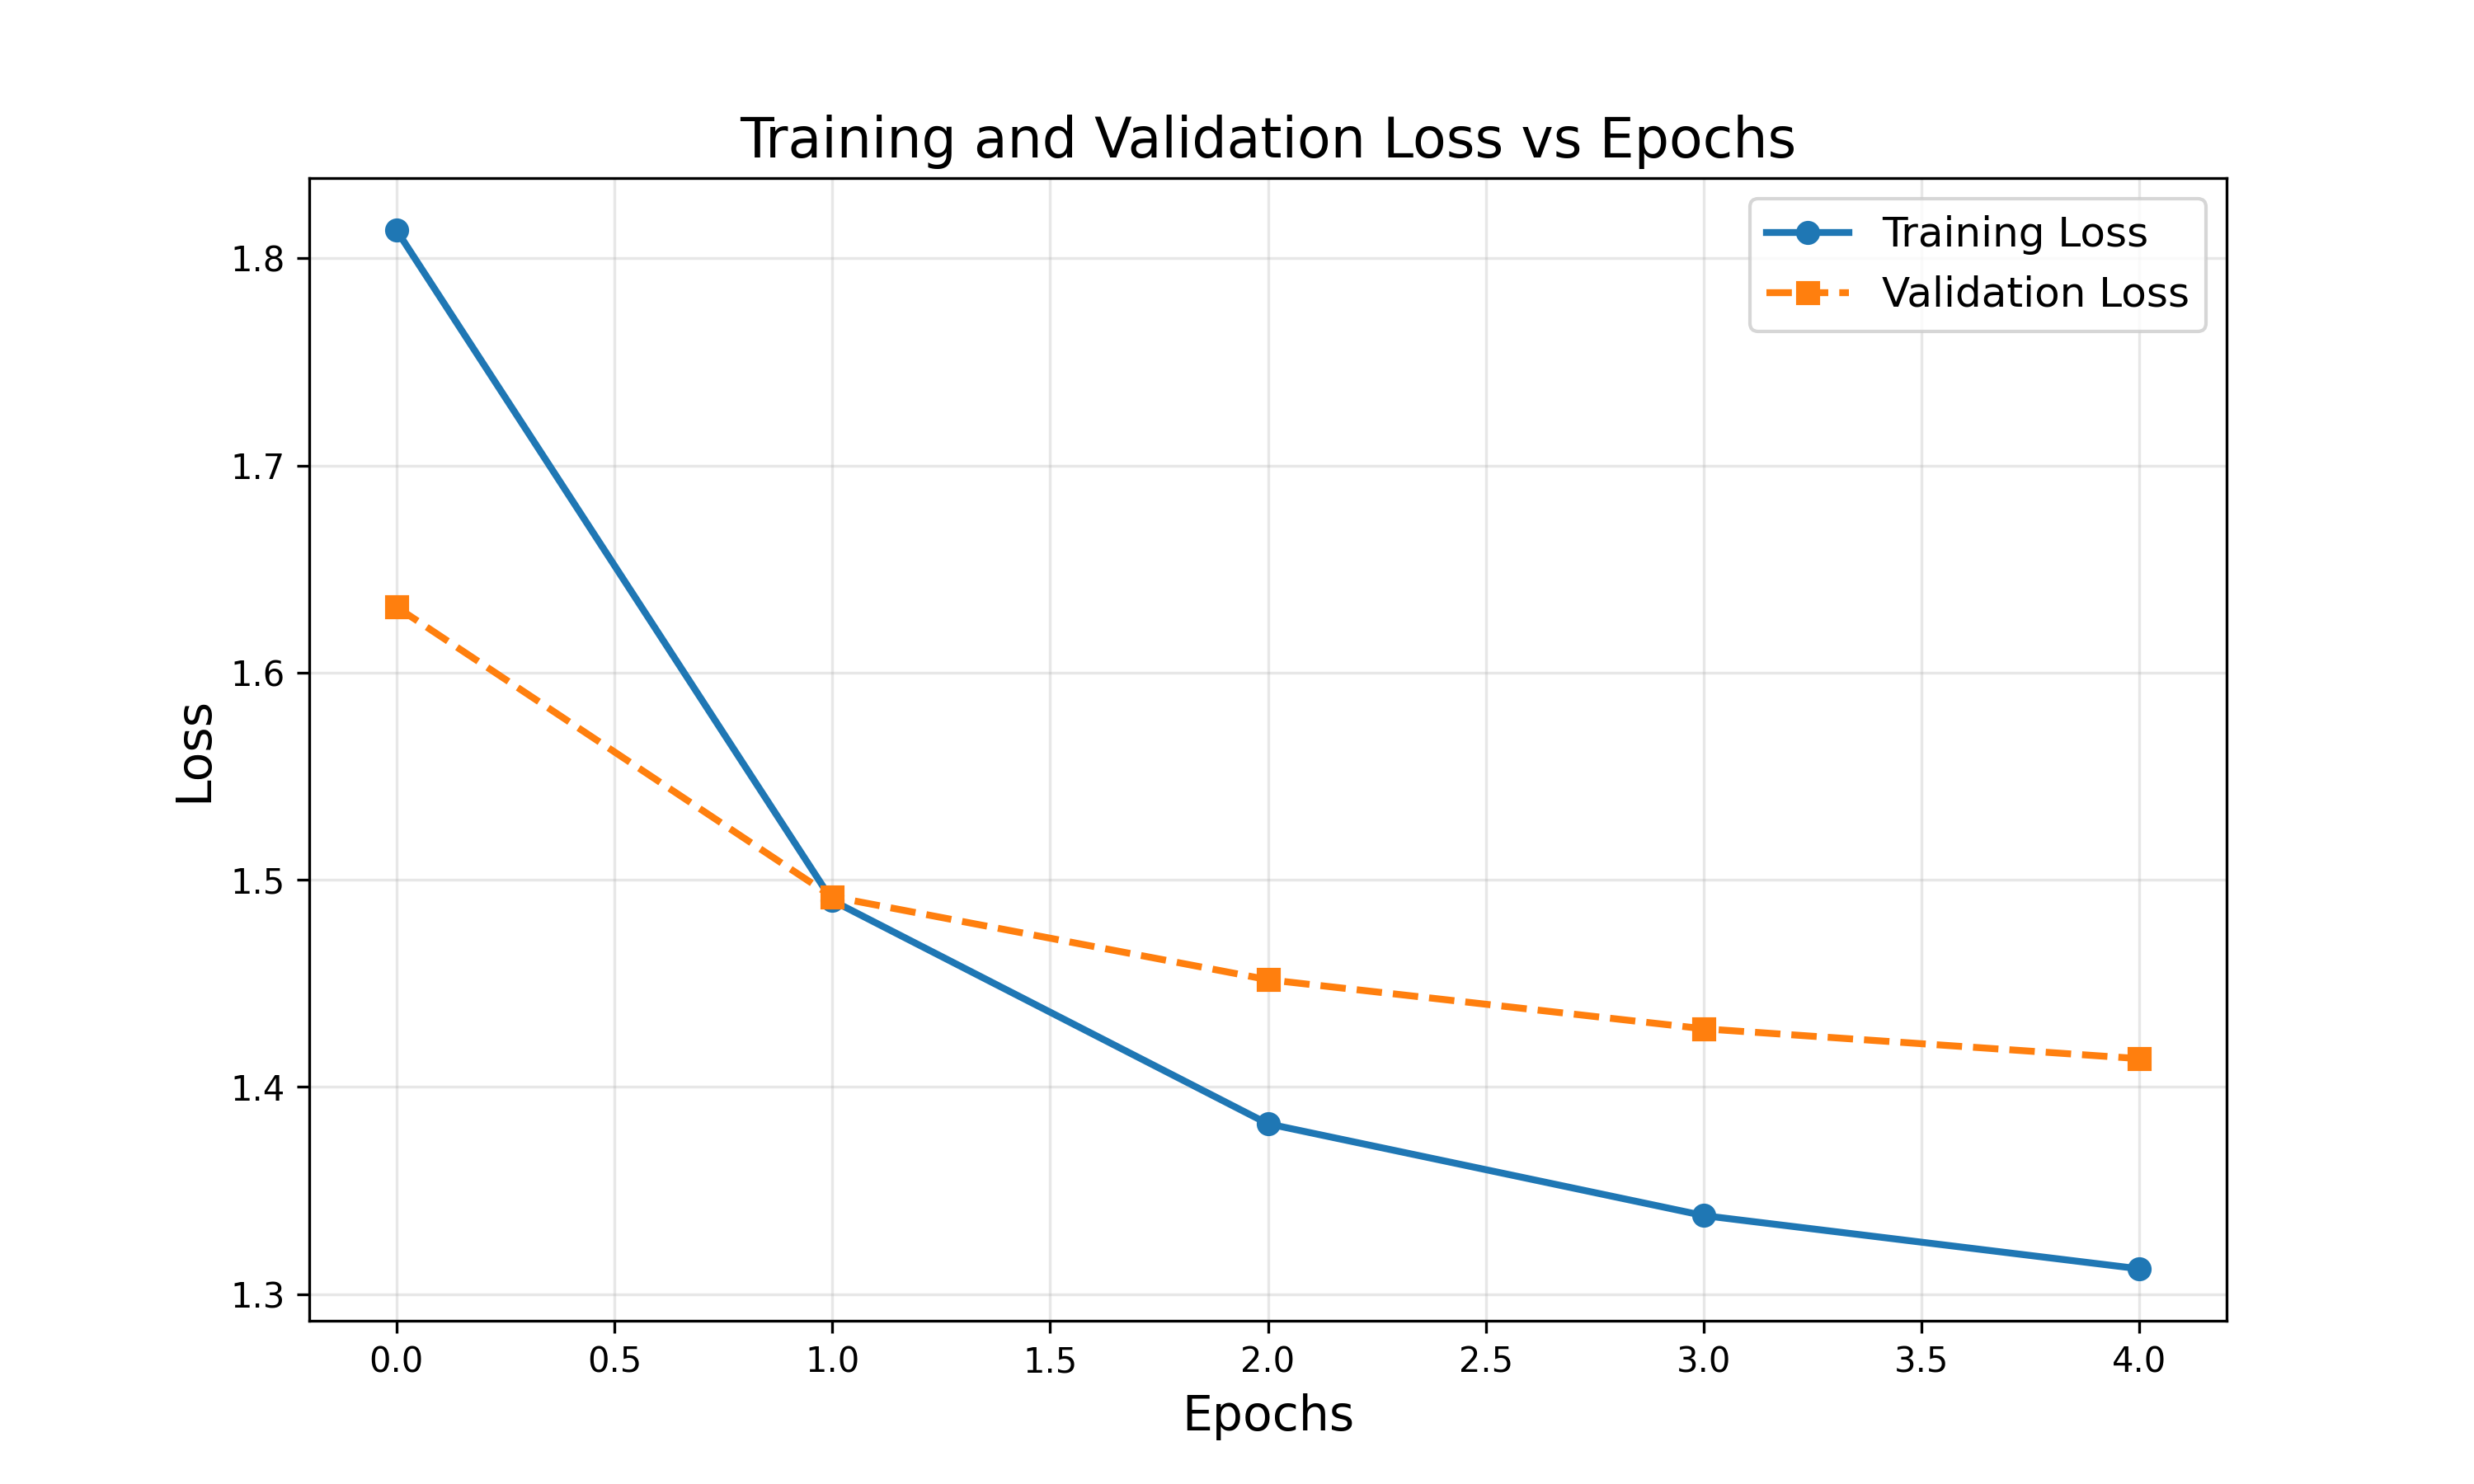 Training and Validation Loss vs Epochs
Training Loss
Validation Loss
1.8
1.7
1.6
1.5
1.4
1.3
Loss
0.0 0.5 1.0 1.5 2.0 2.5 3.0 3.5 4.0
Epochs